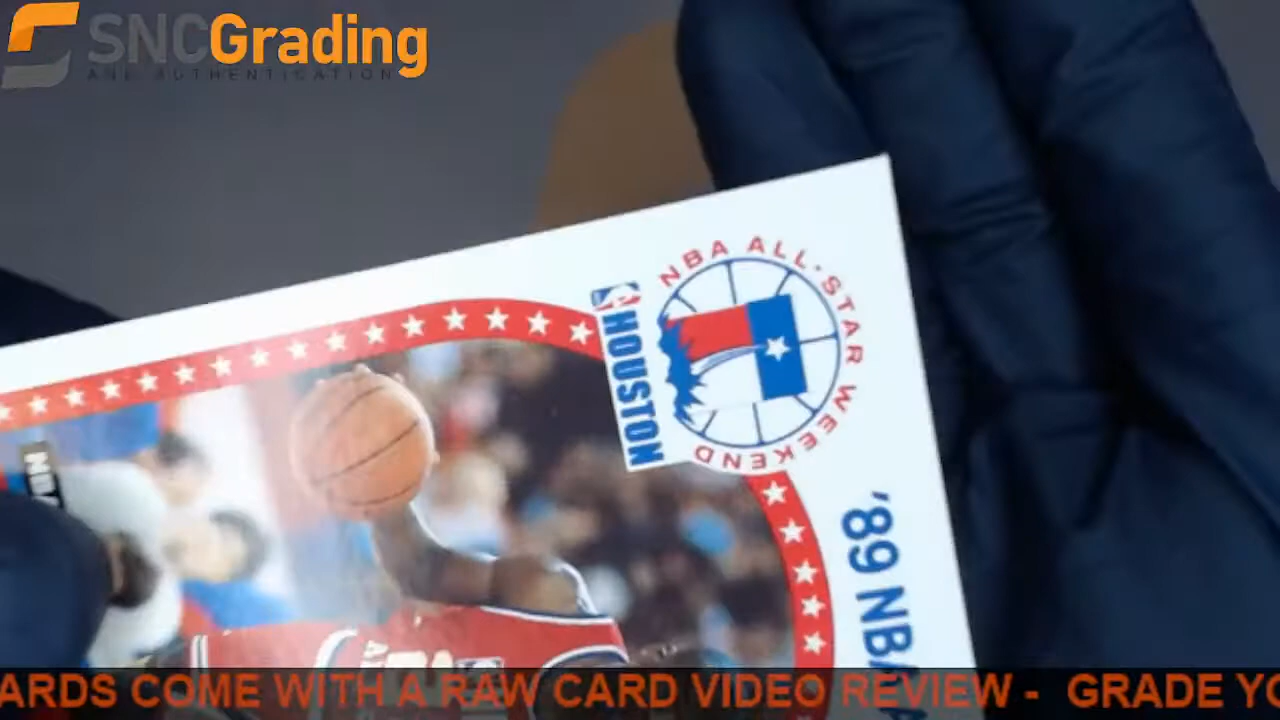 SNCGrading
AND AUTHENTICATION
NBA ALL-STAR WEEKEND
HOUSTON
'89 NBA
ARDS COME WITH A RAW CARD VIDEO REVIEW - GRADE YO